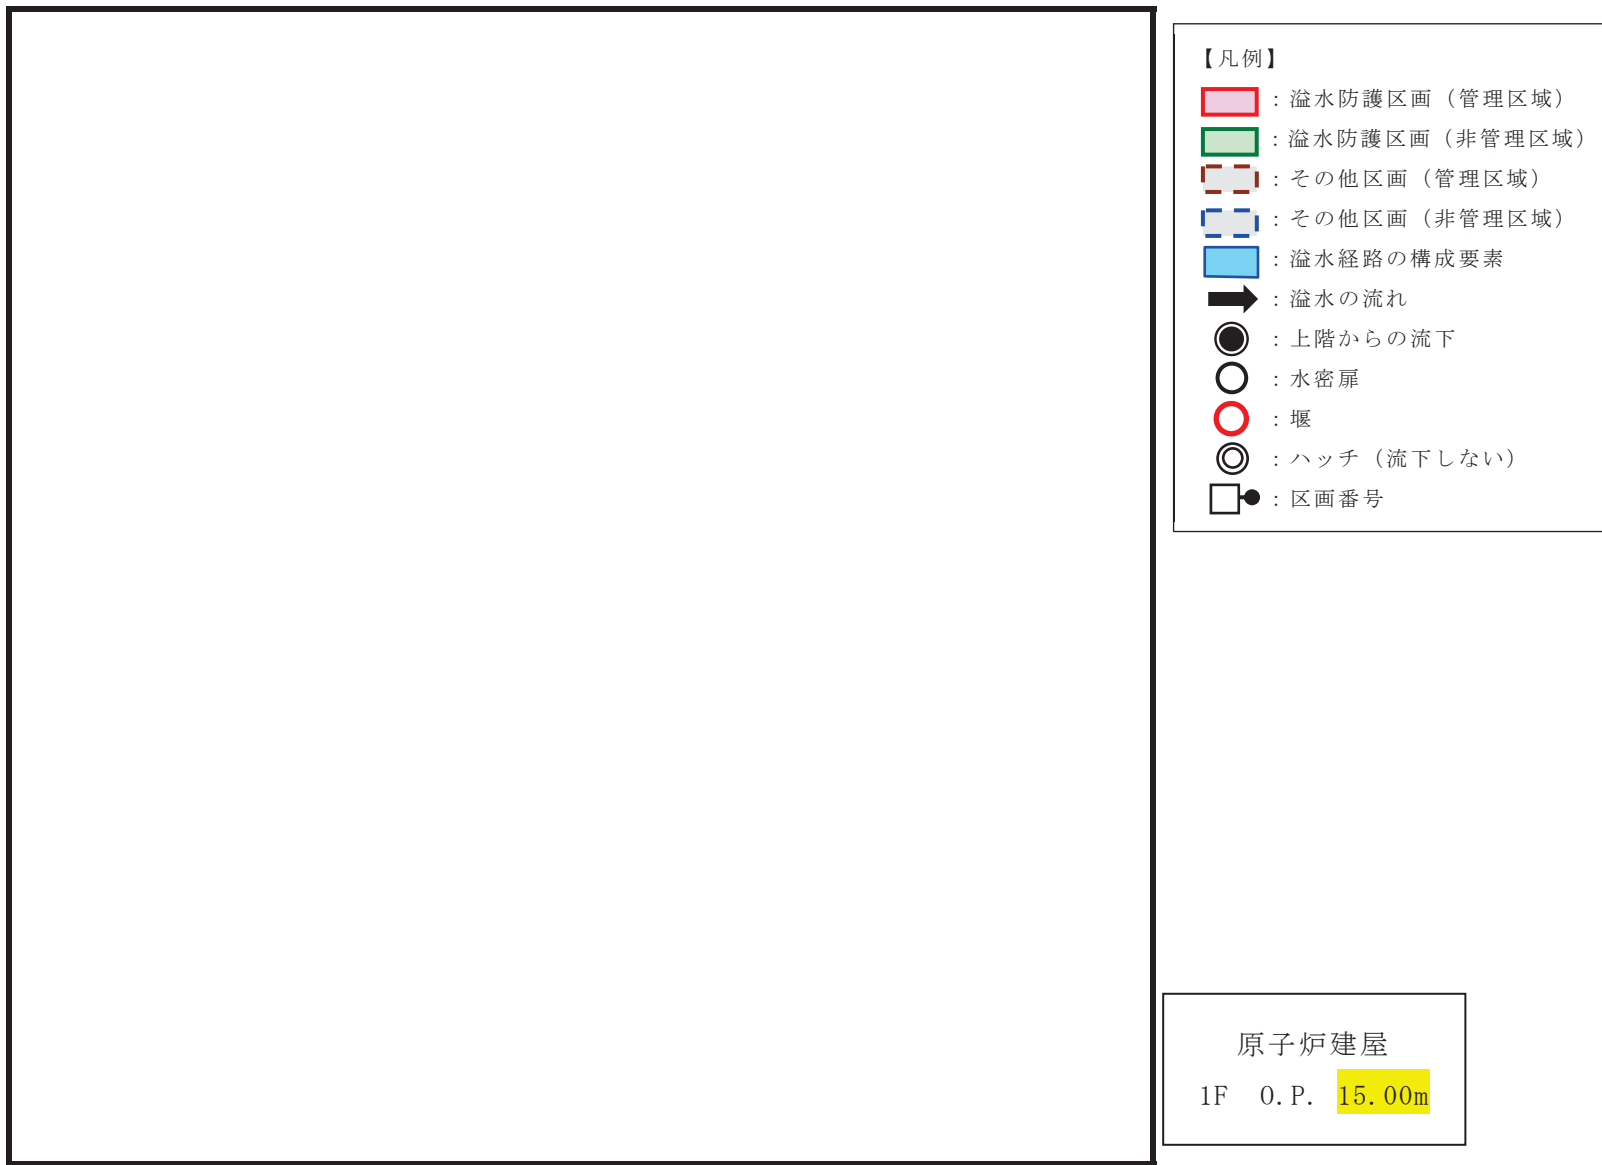 【凡例】
：溢水防護区画（管理区域）
：溢水防護区画（非管理区域）
：その他区画（管理区域）
：その他区画（非管理区域）
：溢水経路の構成要素
：溢水の流れ
：上階からの流下
：水密扉
：堰
：ハッチ（流下しない）
：区画番号
原子炉建屋
1F　O.P. 15.00m